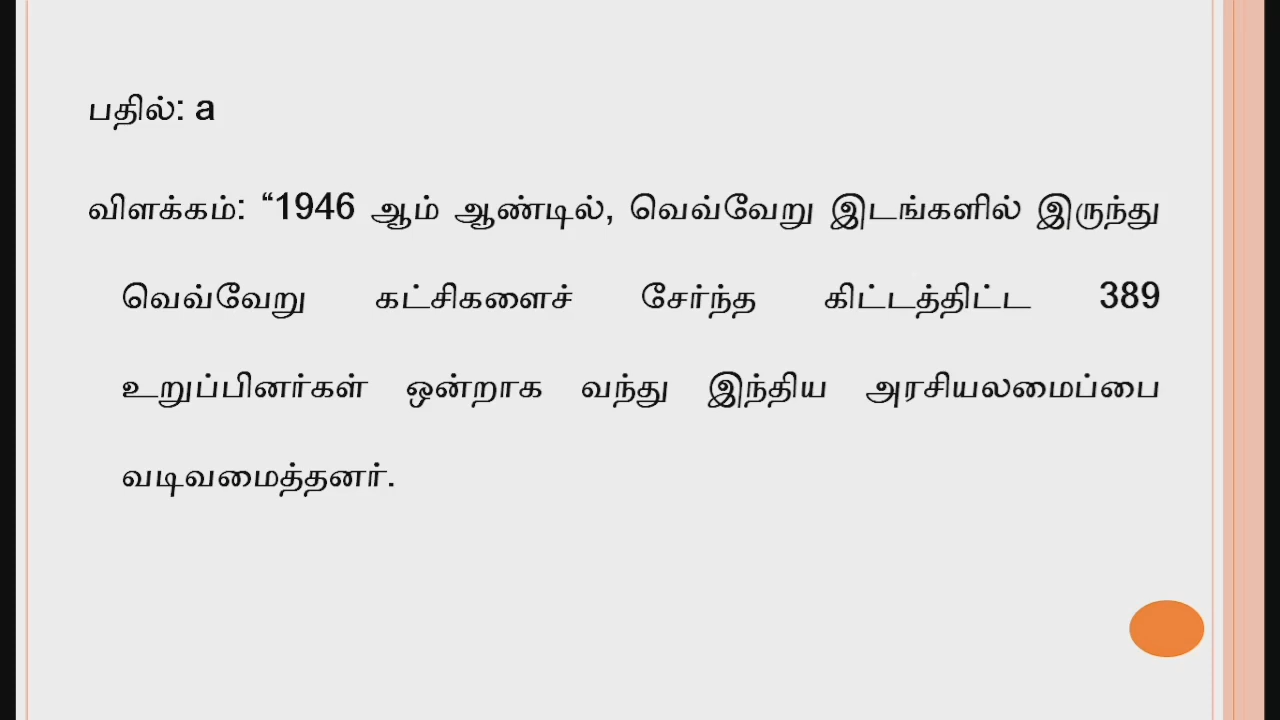 பதில்: a
விளக்கம்: “1946 ஆம் ஆண்டில், வெவ்வேறு இடங்களில் இருந்து
வெவ்வேறு கட்சிகளைச் சேர்ந்த கிட்டத்திட்ட 389
உறுப்பினர்கள் ஒன்றாக வந்து இந்திய அரசியலமைப்பை
வடிவமைத்தனர்.